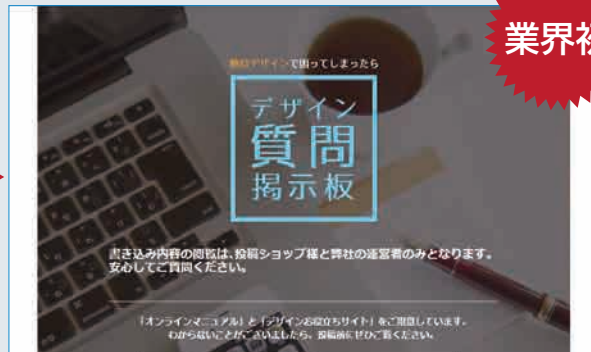 業界初
デザインで困ってしまったら
デザイン
質問
掲示板
書き込み内容の閲覧は、投稿ショップ様と弊社の運営者のみとなります。
安心してご質問ください。
「オンラインマニュアル」と「デザインお役立ちサイト」をご用意しています。
わからないことがございましたら、投稿前にぜひご覧ください。